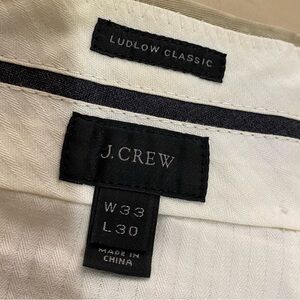 LUDLOW CLASSIC
J.CREW
W33
L30
MADE IN
CHINA